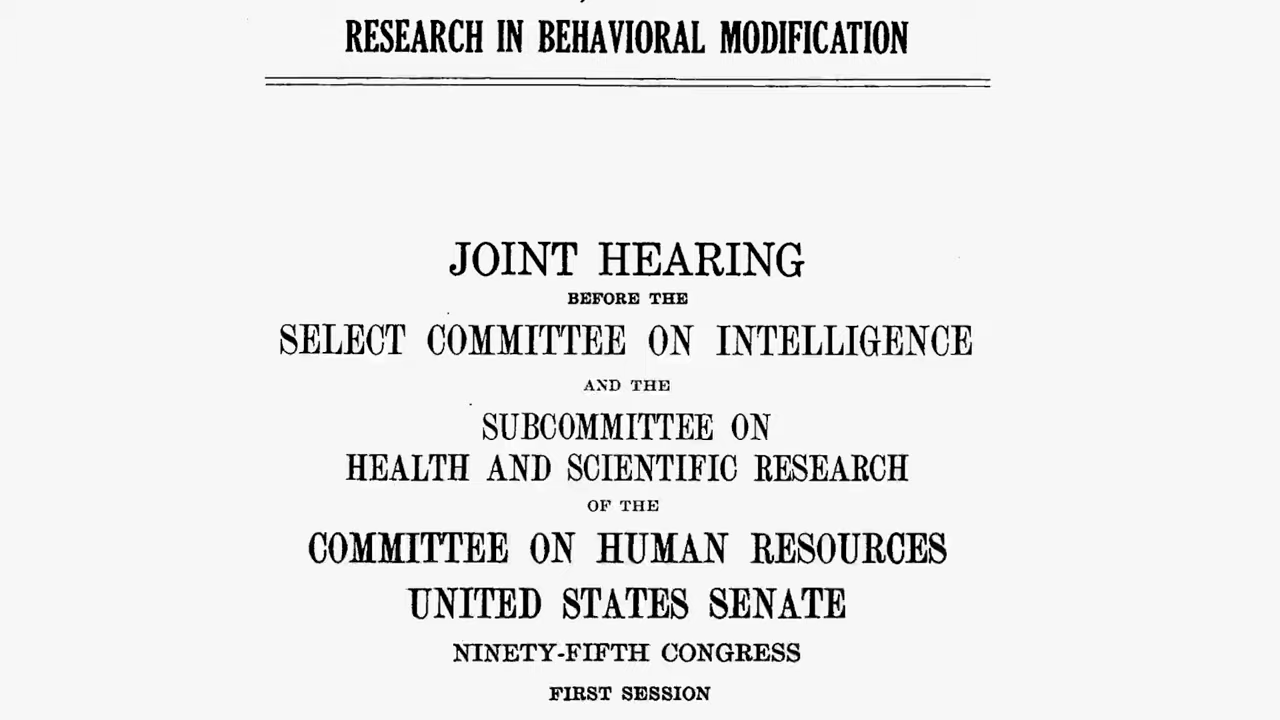 RESEARCH IN BEHAVIORAL MODIFICATION
JOINT HEARING
BEFORE THE
SELECT COMMITTEE ON INTELLIGENCE
AND THE
SUBCOMMITTEE ON
HEALTH AND SCIENTIFIC RESEARCH
OF THE
COMMITTEE ON HUMAN RESOURCES
UNITED STATES SENATE
NINETY-FIFTH CONGRESS
FIRST SESSION